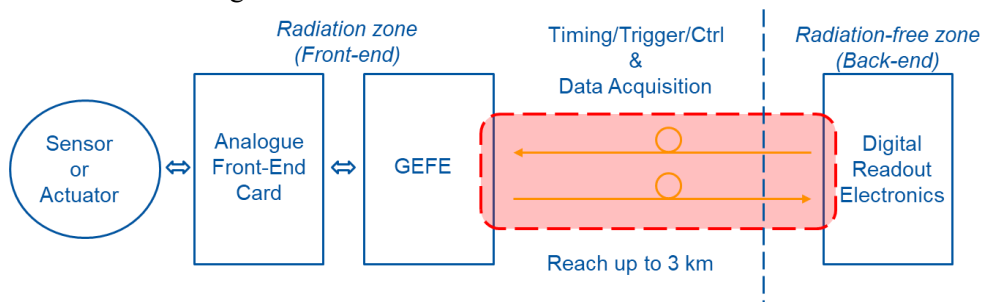 Radiation zone
(Front-end)
Timing/Trigger/Ctrl
&
Data Acquisition
Radiation-free zone
(Back-end)
Sensor
or
Actuator
Analogue
Front-End
Card
GEFE
Digital
Readout
Electronics
Reach up to 3 km